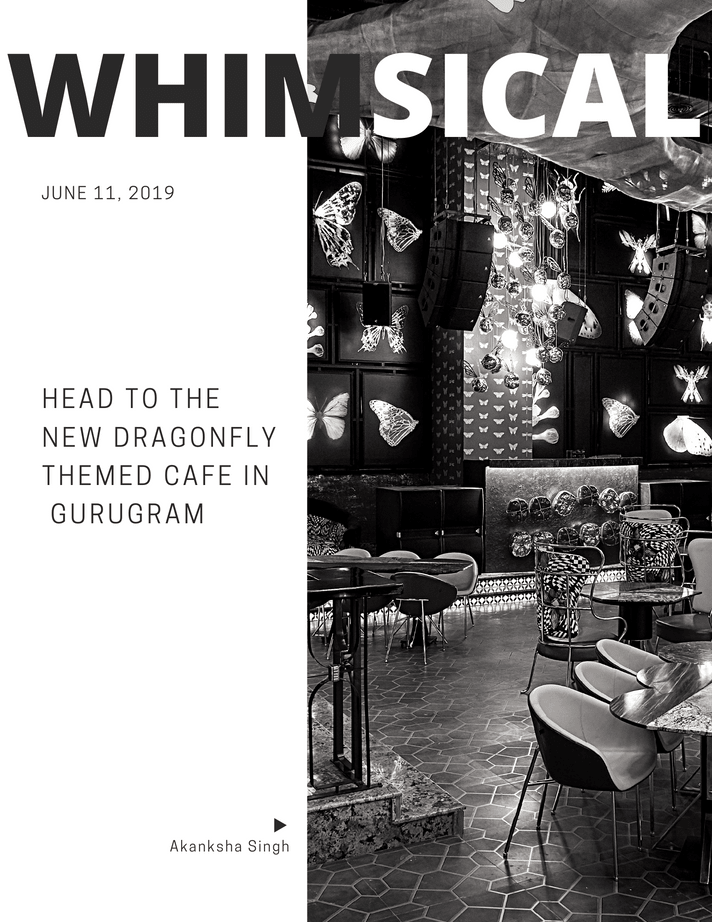 WHIMSICAL
JUNE 11, 2019
HEAD TO THE
NEW DRAGONFLY
THEMED CAFE IN
GURUGRAM
Akanksha Singh